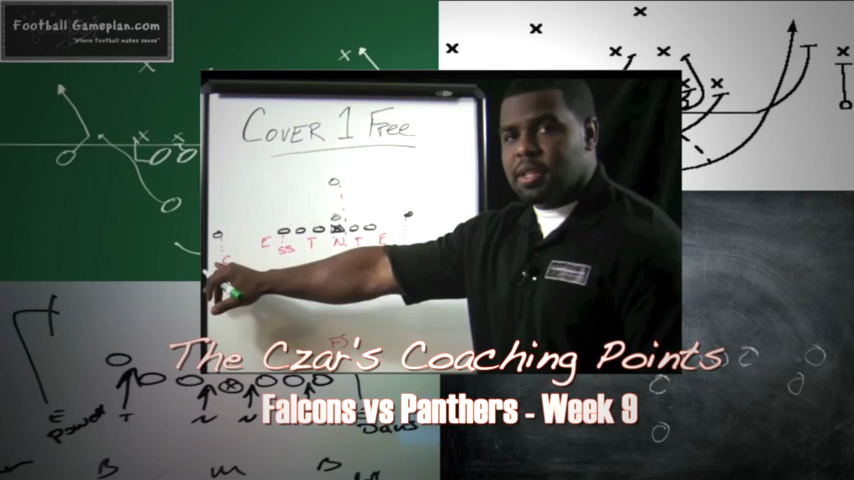 Football Gameplan.com
"where football makes sense"
COVER 1 Free
E SS T N T E
C
FS
The Czar's Coaching Points
Falcons vs Panthers - Week 9
E
Power T
B M B